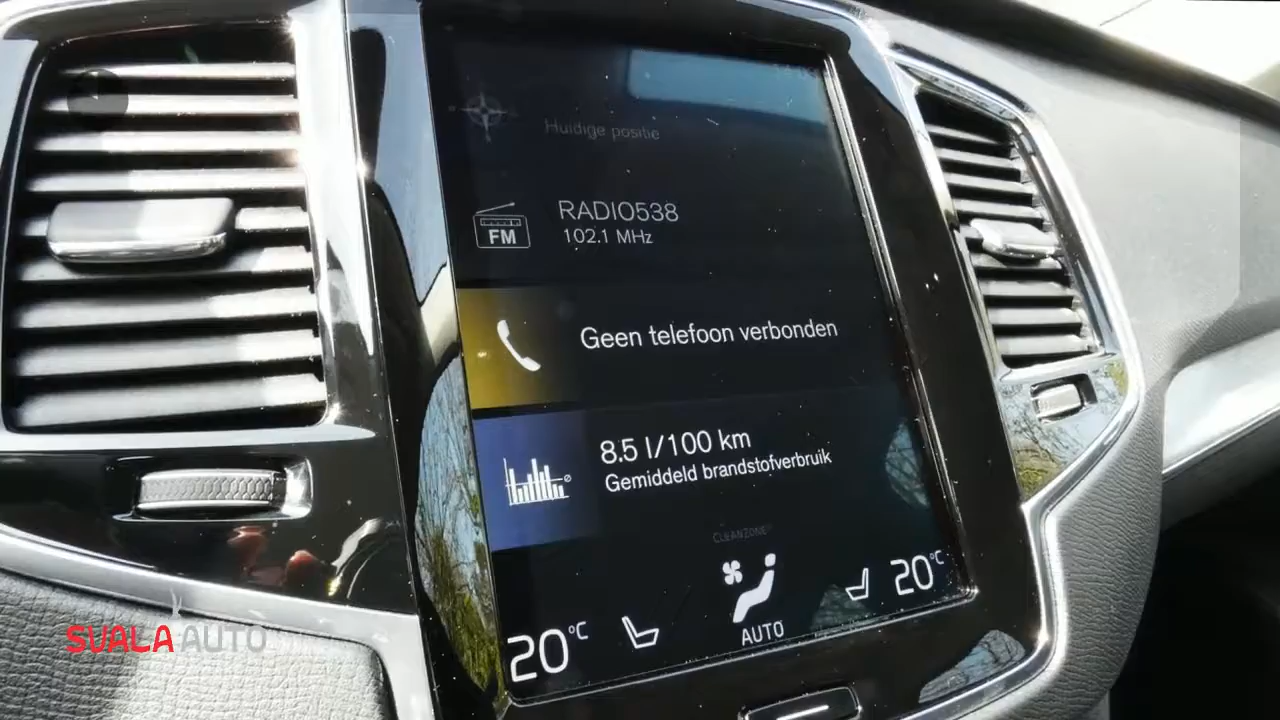 Huidige positie
RADIO538
102.1 MHz
FM
Geen telefoon verbonden
8.5 l/100 km
Gemiddeld brandstofverbruik
CLEANZONE
20°C
AUTO
20°C
SVALA AUTO